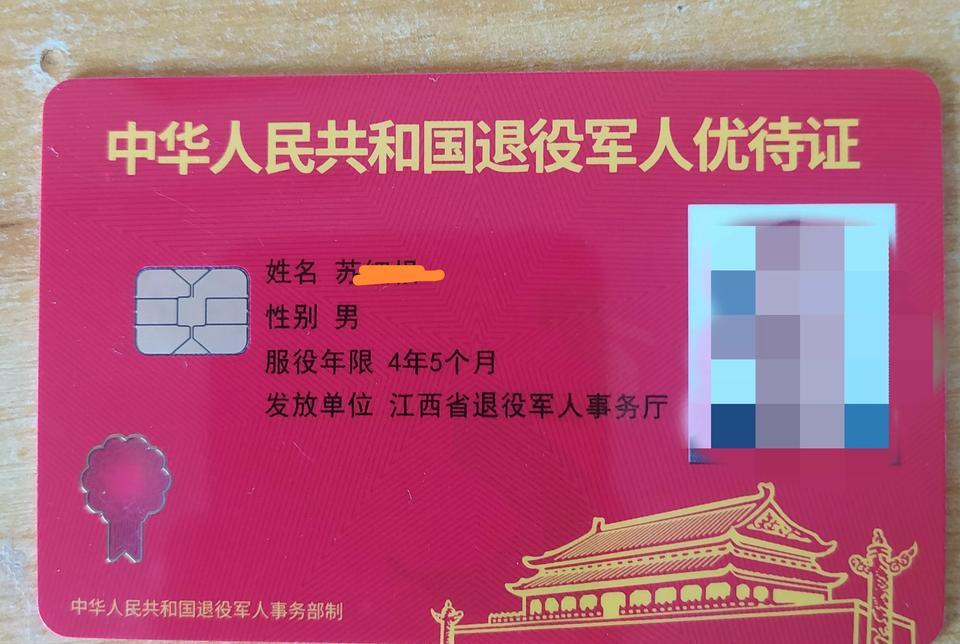 中华人民共和国退役军人优待证
姓名 苏
性别 男
服役年限 4年5个月
发放单位 江西省退役军人事务厅
中华人民共和国退役军人事务部制